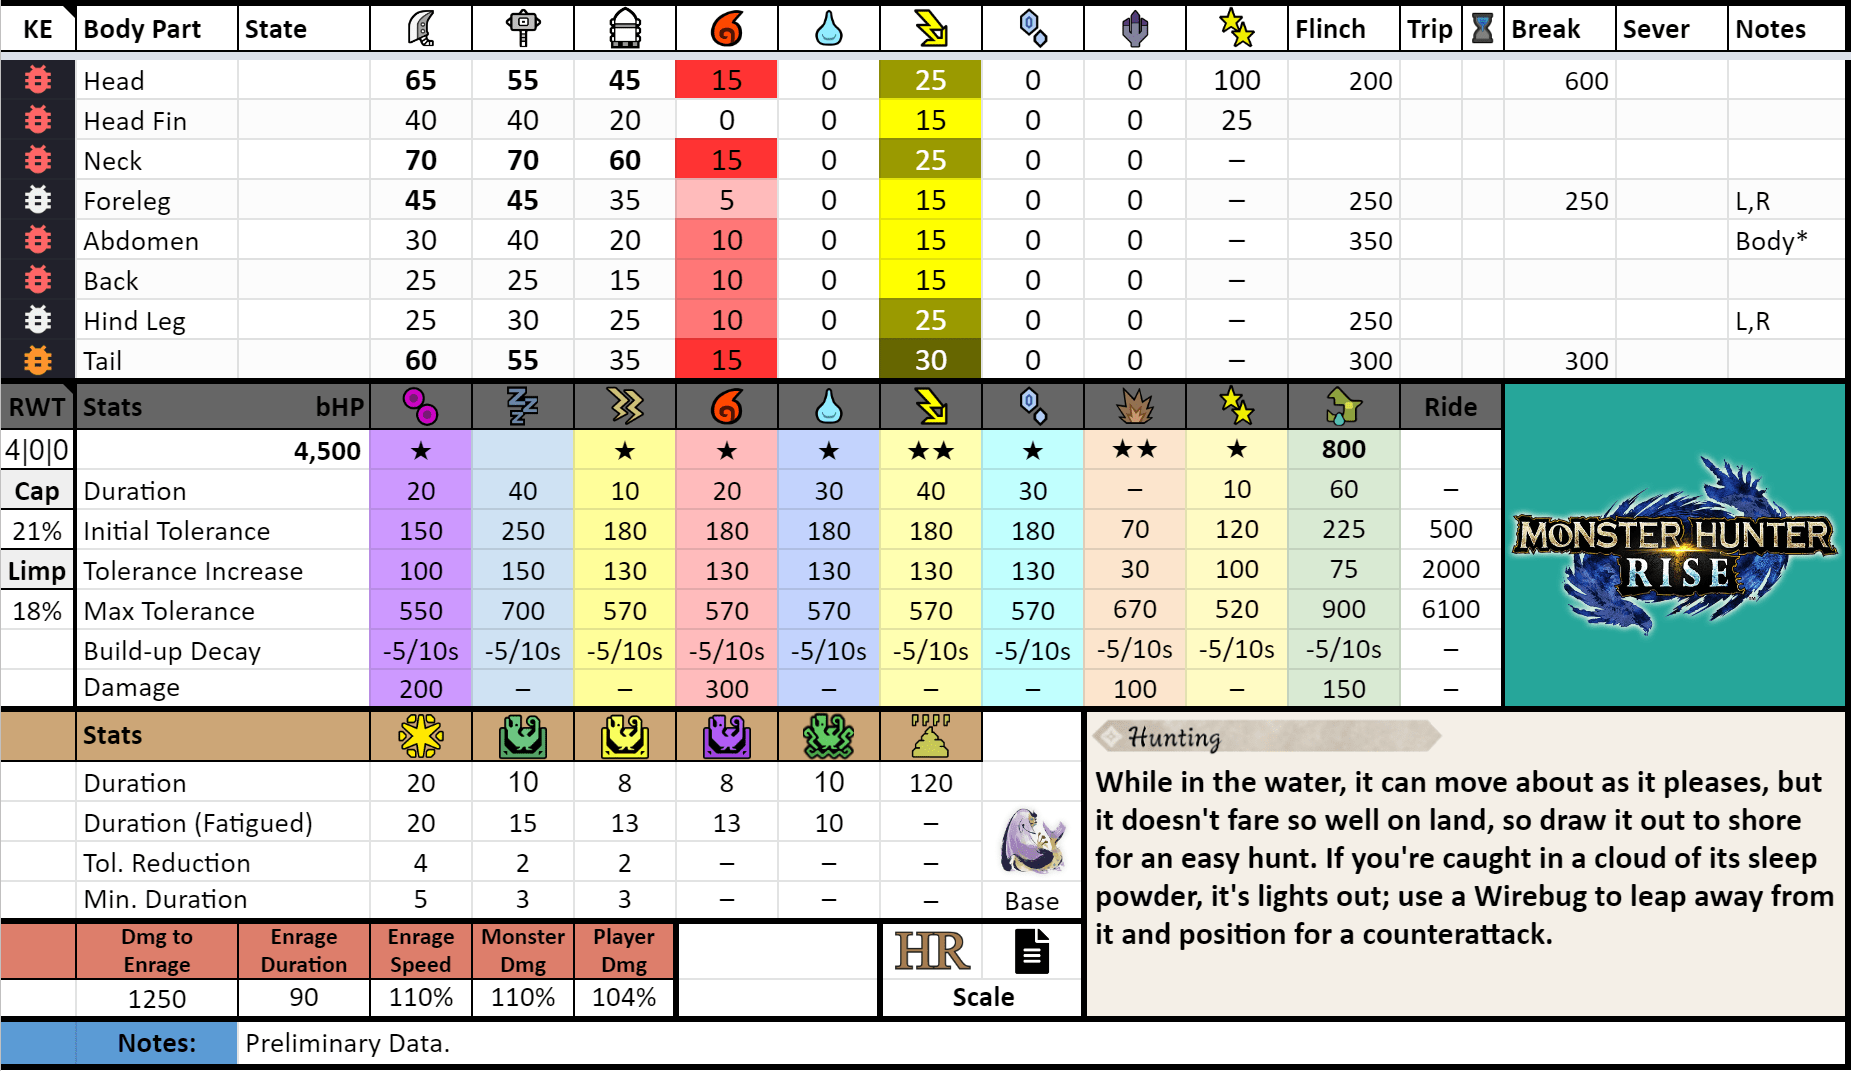 KE Body Part State Flinch Trip Break Sever Notes
Head 65 55 45 15 0 25 0 0 100 200 600
Head Fin 40 40 20 0 0 15 0 0 25
Neck 70 70 60 15 0 25 0 0 –
Foreleg 45 45 35 5 0 15 0 0 – 250 250 L,R
Abdomen 30 40 20 10 0 15 0 0 – 350 Body*
Back 25 25 15 10 0 15 0 0 –
Hind Leg 25 30 25 10 0 25 0 0 – 250 L,R
Tail 60 55 35 15 0 30 0 0 – 300 300
RWT Stats bHP Ride
4|0|0 4,500 ★ ★ ★ ★ ★★ ★ ★★ ★ 800
Cap Duration 20 40 10 20 30 40 30 – 10 60 –
21% Initial Tolerance 150 250 180 180 180 180 180 70 120 225 500
Limp Tolerance Increase 100 150 130 130 130 130 130 30 100 75 2000
18% Max Tolerance 550 700 570 570 570 570 570 670 520 900 6100
Build-up Decay -5/10s -5/10s -5/10s -5/10s -5/10s -5/10s -5/10s -5/10s -5/10s -5/10s –
Damage 200 – – 300 – – – 100 – 150 –
MONSTER HUNTER
RISE
Stats
Duration 20 10 8 8 10 120
Duration (Fatigued) 20 15 13 13 10 –
Tol. Reduction 4 2 2 – – –
Min. Duration 5 3 3 – – – Base
Hunting
While in the water, it can move about as it pleases, but
it doesn't fare so well on land, so draw it out to shore
for an easy hunt. If you're caught in a cloud of its sleep
powder, it's lights out; use a Wirebug to leap away from
it and position for a counterattack.
Dmg to Enrage Enrage Monster Player
Enrage Duration Speed Dmg Dmg
HR
1250 90 110% 110% 104% Scale
Notes: Preliminary Data.